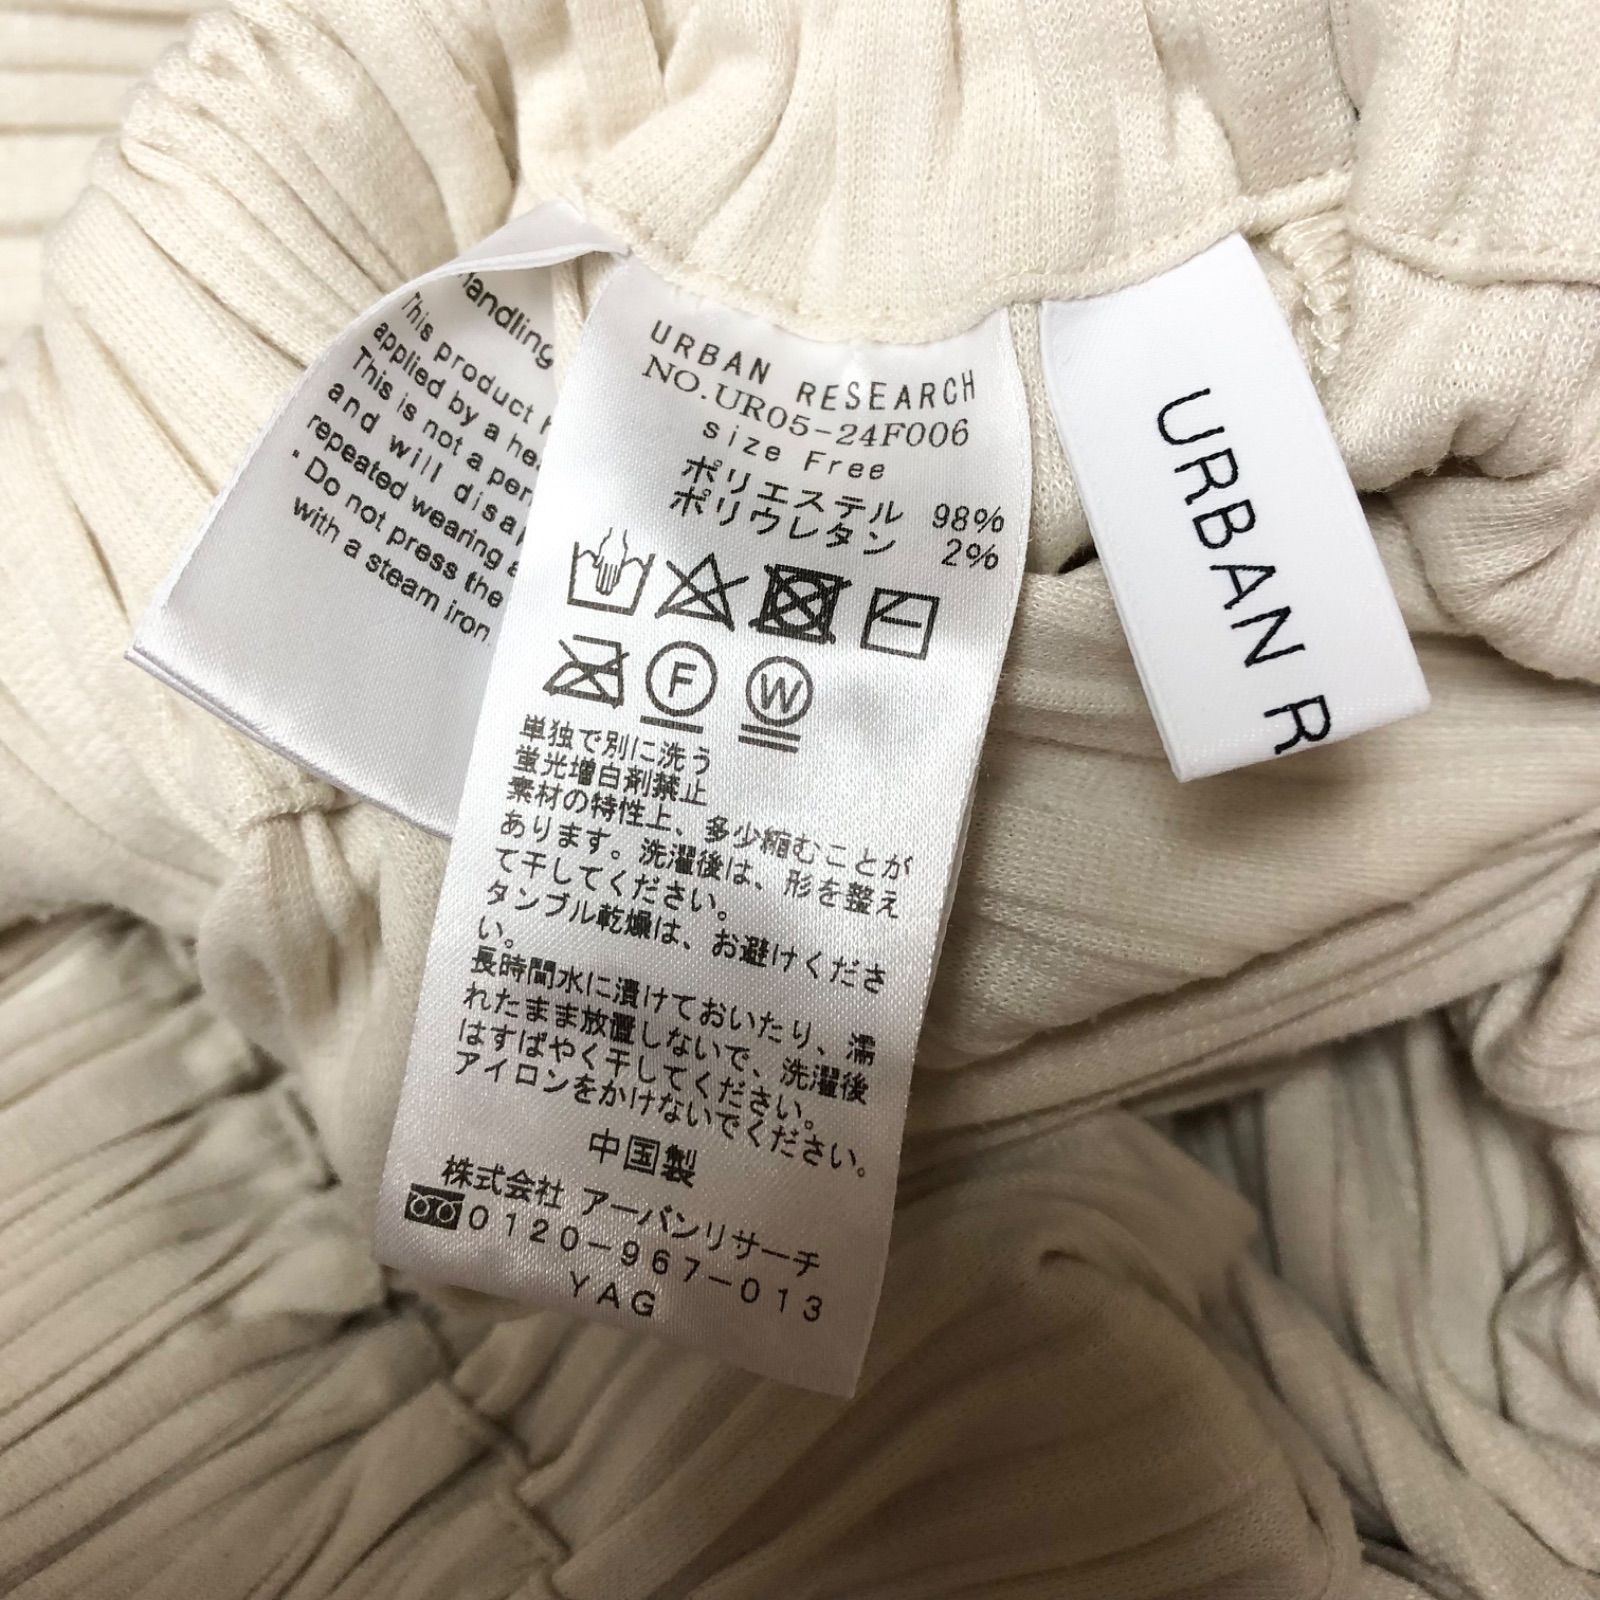 handling
This product
applied by a
This is not a
and will
repeated wearing
* Do not press the
with a steam iron.
URBAN RESEARCH
NO.UR05-24F006
size Free
ポリエステル 98%
ポリウレタン 2%
F
W
単独で別に洗う
蛍光増白剤禁止
素材の特性上、多少縮むことが
あります。洗濯後は、形を整え
て干してください。
タンブル乾燥は、お避けくださ
い。
長時間水に漬けておいたり、濡
れたまま放置しないで、洗濯後
はすばやく干してください。
アイロンをかけないでください。
中国製
株式会社 アーバンリサーチ
0120-967-013
YAG
URBAN R